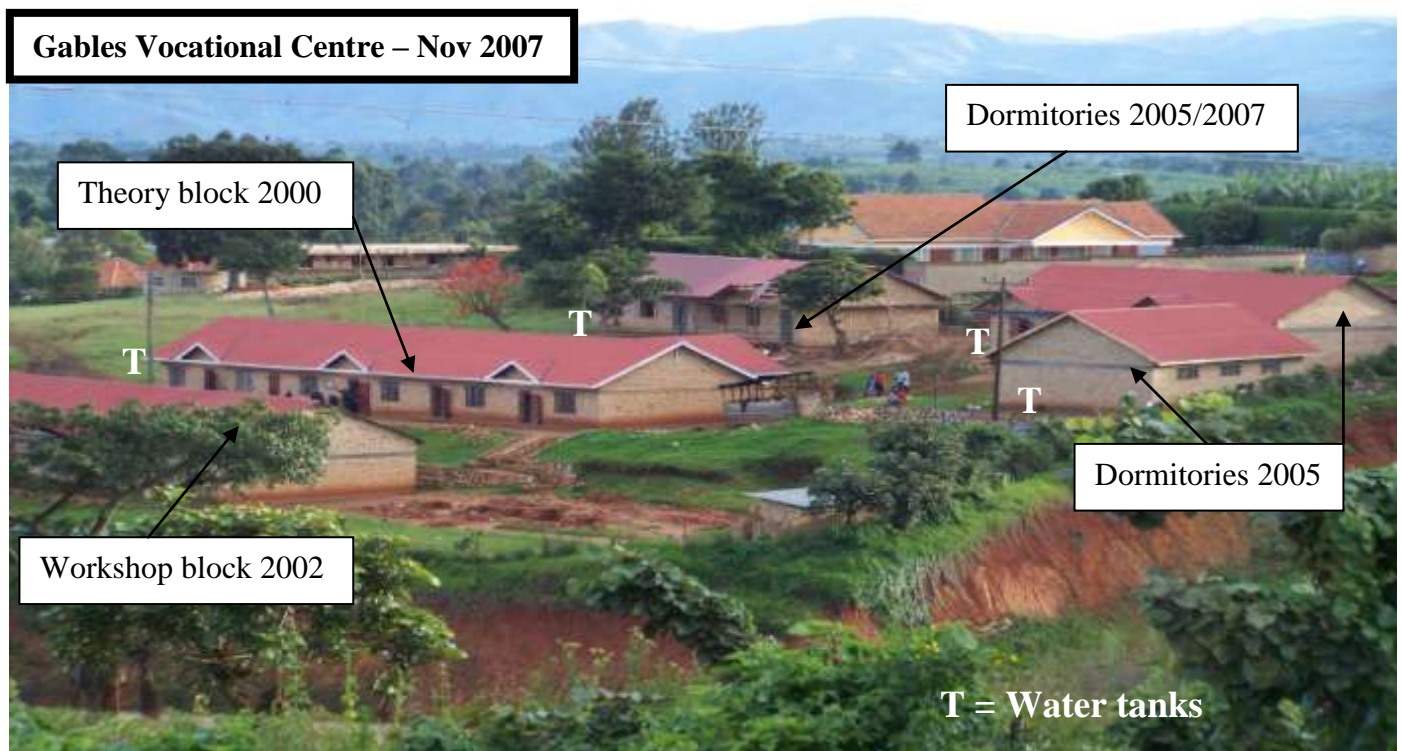 Gables Vocational Centre – Nov 2007
Dormitories 2005/2007
Theory block 2000
T
T
T
T
Dormitories 2005
Workshop block 2002
T = Water tanks